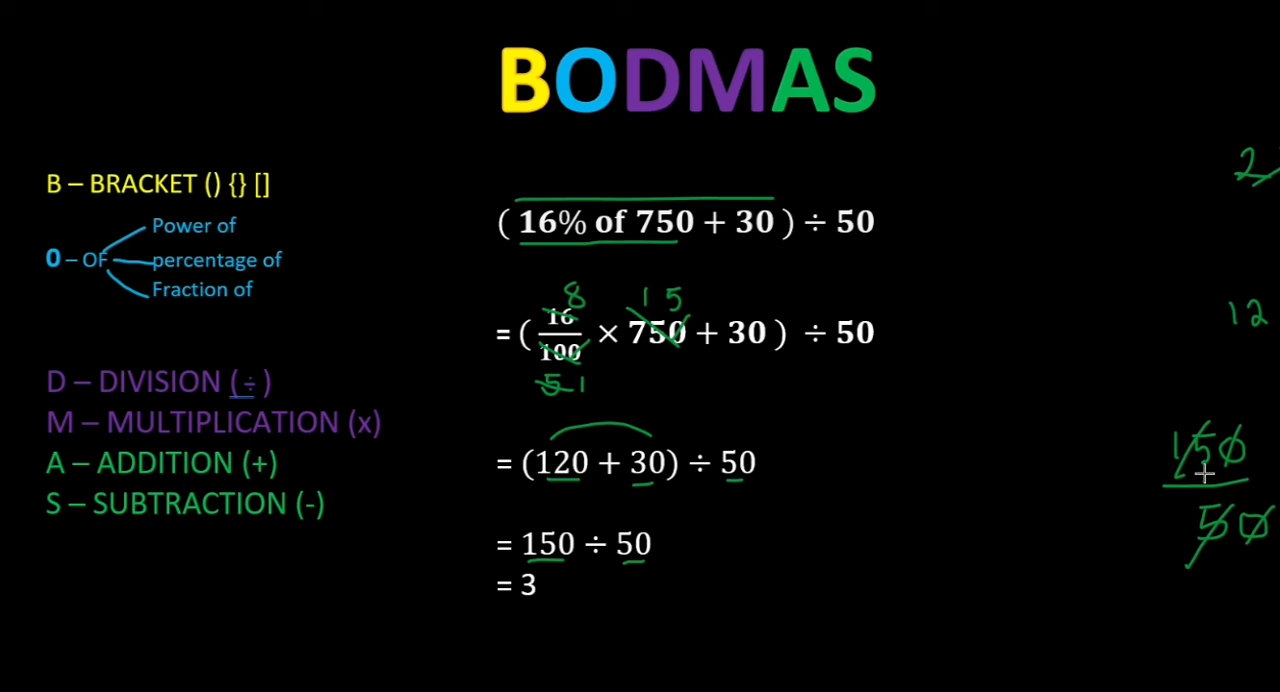 BODMAS
B – BRACKET () {} []
O – OF
Power of
percentage of
Fraction of
D – DIVISION (÷)
M – MULTIPLICATION (x)
A – ADDITION (+)
S – SUBTRACTION (-)
( 16% of 750 + 30 ) ÷ 50
8 15
= ( 16/100 × 750 + 30 ) ÷ 50
5 1
= (120 + 30) ÷ 50
= 150 ÷ 50
= 3
2
12
150
50